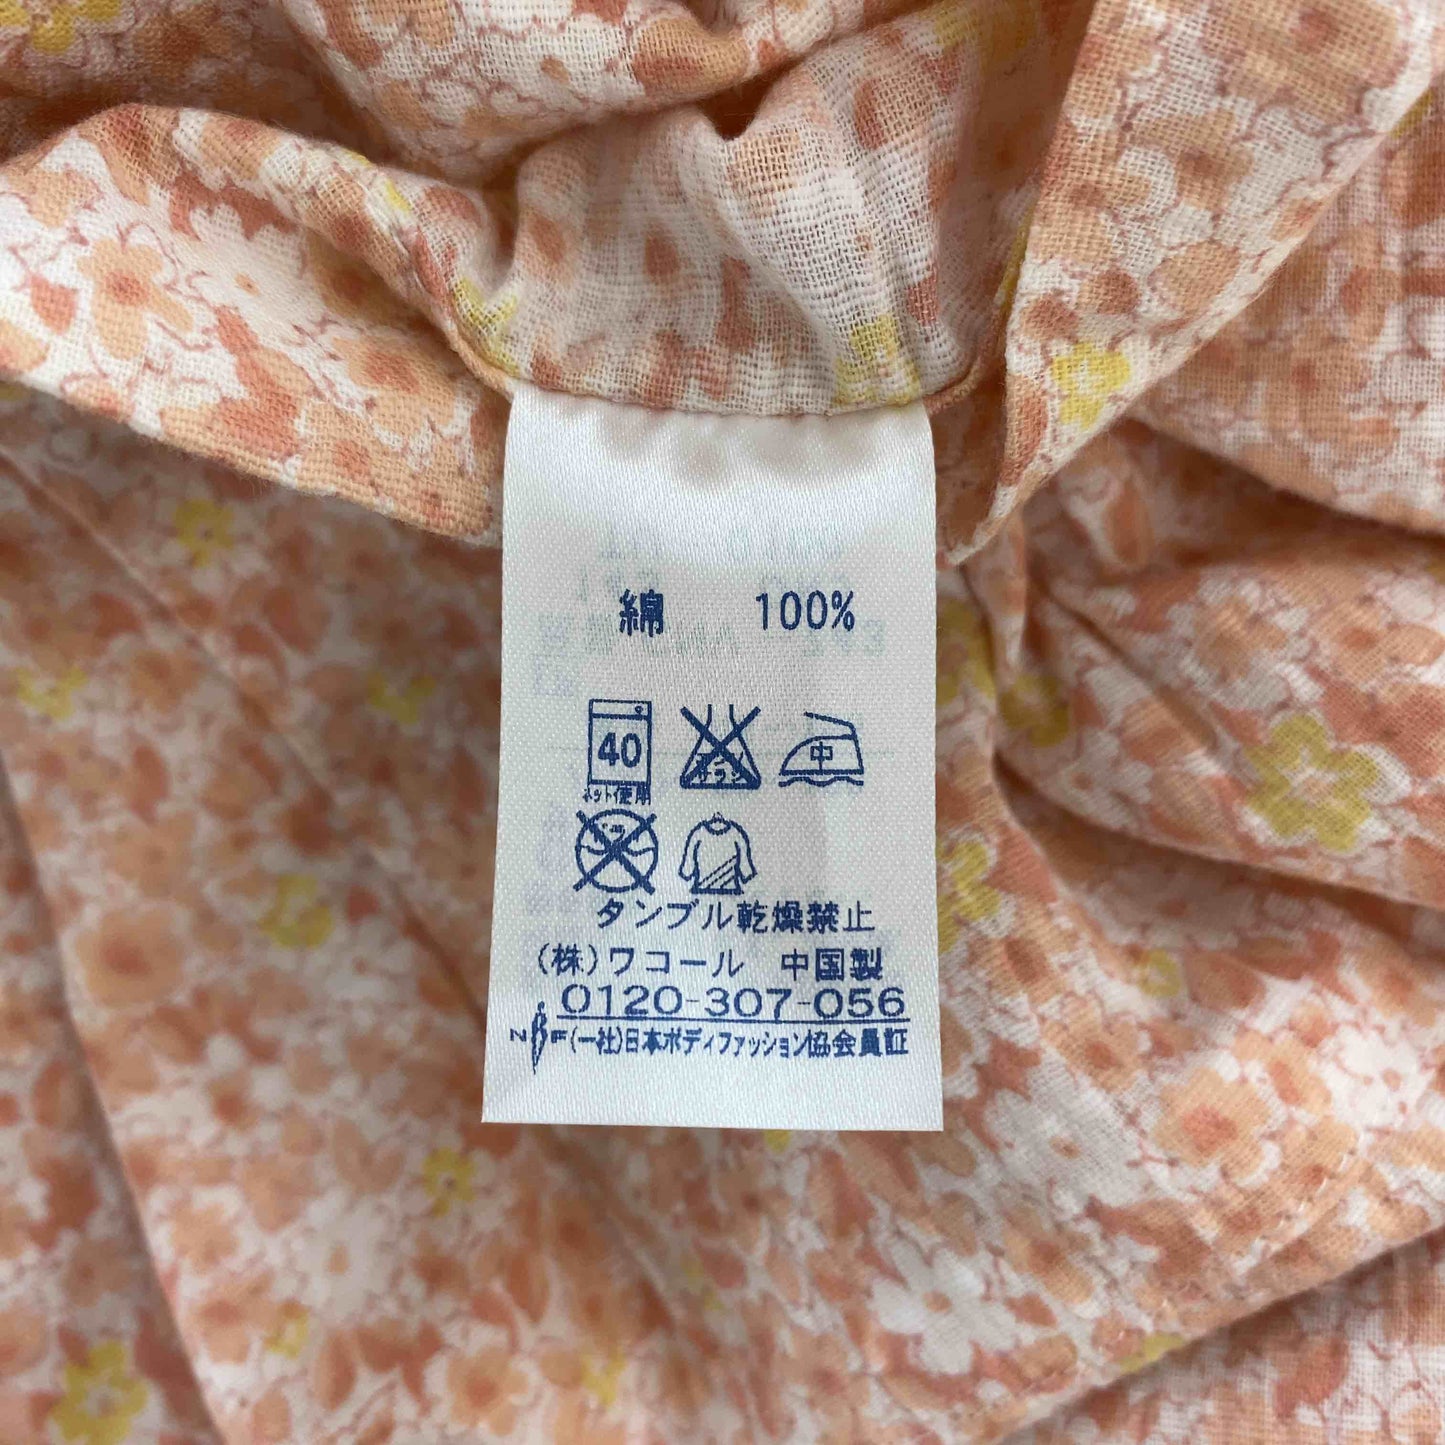 綿 100%
40 中
ネット使用
タンブル乾燥禁止
(株)ワコール 中国製
0120-307-056
NBF(一社)日本ボディファッション協会会員証